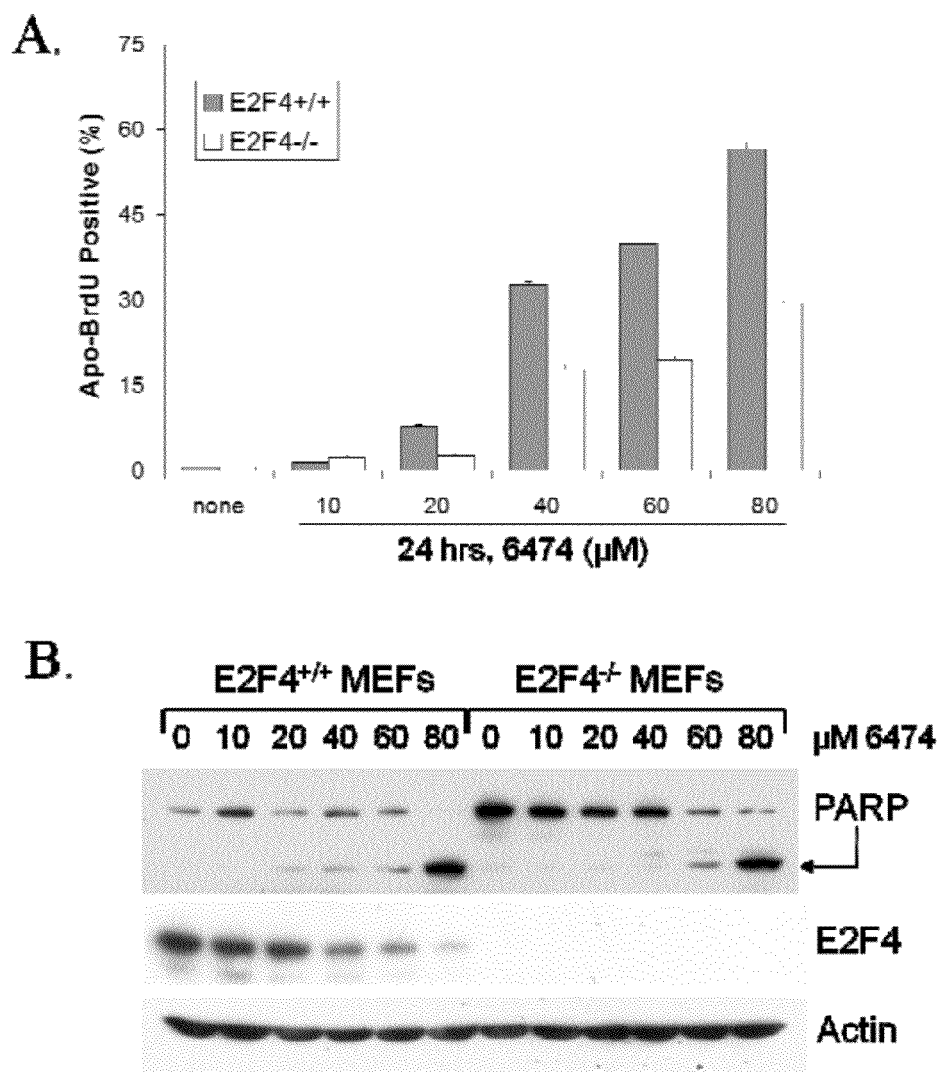 A.
75
60
45
30
15
0
Apo-BrdU Positive (%)
E2F4+/+
E2F4-/-
none 10 20 40 60 80
24 hrs, 6474 (µM)
B.
E2F4+/+ MEFs E2F4-/- MEFs
0 10 20 40 60 80 0 10 20 40 60 80 µM 6474
PARP
E2F4
Actin